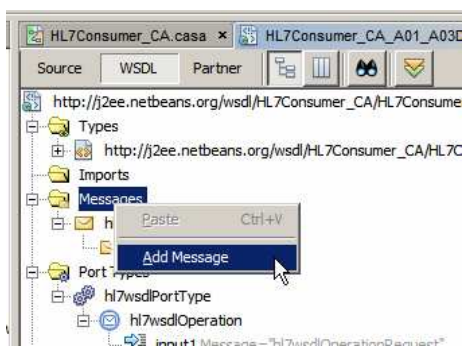 HL7Consumer_CA.casa × HL7Consumer_CA_A01_A03D
Source WSDL Partner
http://j2ee.netbeans.org/wsdl/HL7Consumer_CA/HL7Consume
Types
http://j2ee.netbeans.org/wsdl/HL7Consumer_CA/HL7C
Imports
Messages
h Paste Ctrl+V
Add Message
Port Types
hl7wsdlPortType
hl7wsdlOperation
input1 Message="hl7wsdlOperationRequest"